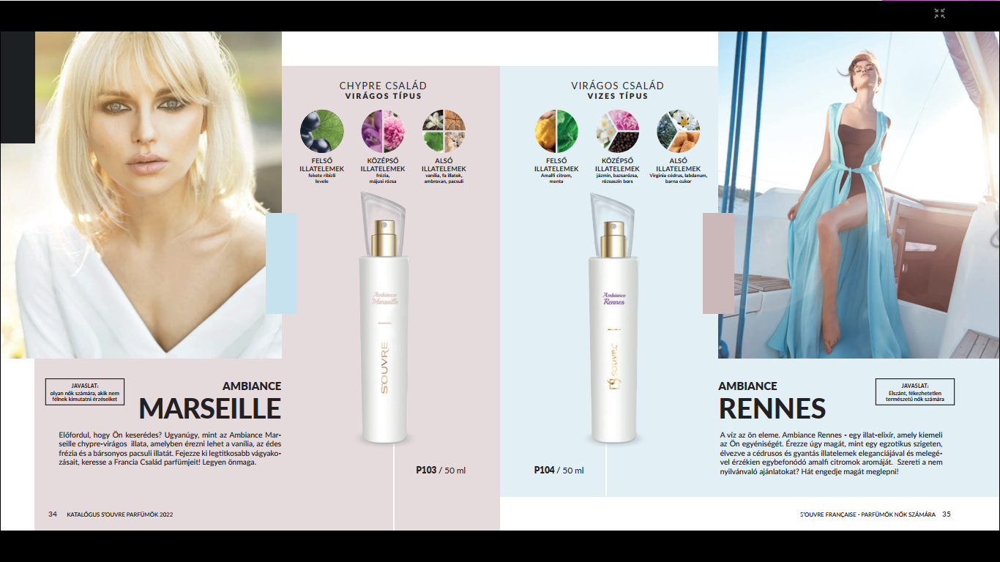 CHYPRE CSALÁD
VIRÁGOS TÍPUS
FELSŐ
ILLATELEMEK
fekete ribizli
levele
KÖZÉPSŐ
ILLATELEMEK
frézia,
májusi rózsa
ALSÓ
ILLATELEMEK
vanília, fa illatok,
ambroxan, pacsuli
Ambiance
Marseille
S'OUVRE
JAVASLAT:
olyan nők számára, akik nem
félnek kimutatni érzéseiket
AMBIANCE
MARSEILLE
Előfordul, hogy Ön keserédes? Ugyanúgy, mint az Ambiance Mar-
seille chypre-virágos illata, amelyben érezni lehet a vanília, az édes
frézia és a bársonyos pacsuli illatát. Fejezze ki legtitkosabb vágyako-
zásait, keresse a Francia Család parfümjeit! Legyen önmaga.
P103 / 50 ml
34 KATALÓGUS S'OUVRE PARFÜMÖK 2022
VIRÁGOS CSALÁD
VIZES TÍPUS
FELSŐ
ILLATELEMEK
Amalfi citrom,
menta
KÖZÉPSŐ
ILLATELEMEK
jázmin, bazsarózsa,
rózsaszín bors
ALSÓ
ILLATELEMEK
Virginia cédrus, labdanum,
barna cukor
Ambiance
Rennes
S'OUVRE
AMBIANCE
RENNES
JAVASLAT:
Elszánt, fékezhetetlen
természetű nők számára
A víz az ön eleme. Ambiance Rennes - egy illat-elixír, amely kiemeli
az Ön egyéniségét. Érezze úgy magát, mint egy egzotikus szigeten,
élvezve a cédrusos és gyantás illatelemek eleganciájával és melegé-
vel érzékien egybefonódó amalfi citromok aromáját. Szereti a nem
nyilvánvaló ajánlatokat? Hát engedje magát meglepni!
P104 / 50 ml
S'OUVRE FRANÇAISE - PARFÜMÖK NŐK SZÁMÁRA 35